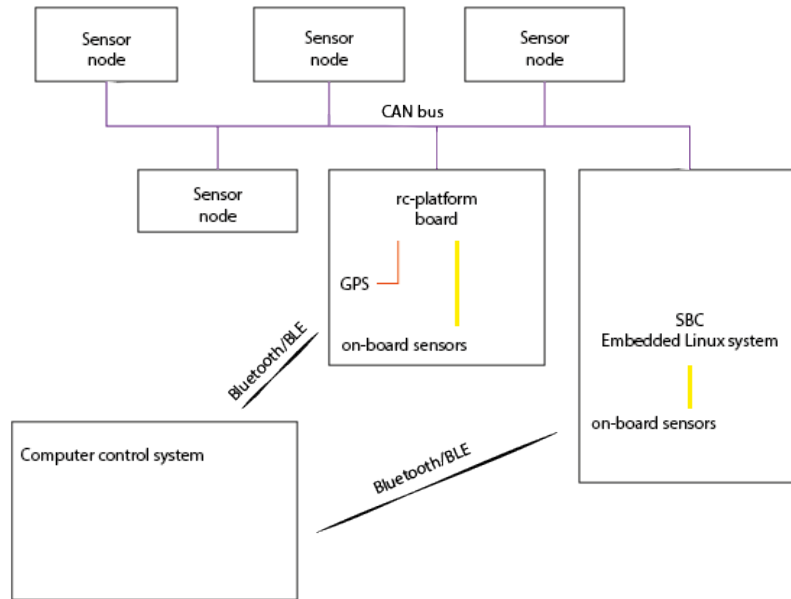 Sensor
node
Sensor
node
Sensor
node
CAN bus
Sensor
node
rc-platform
board
GPS
on-board sensors
SBC
Embedded Linux system
on-board sensors
Bluetooth/BLE
Computer control system
Bluetooth/BLE